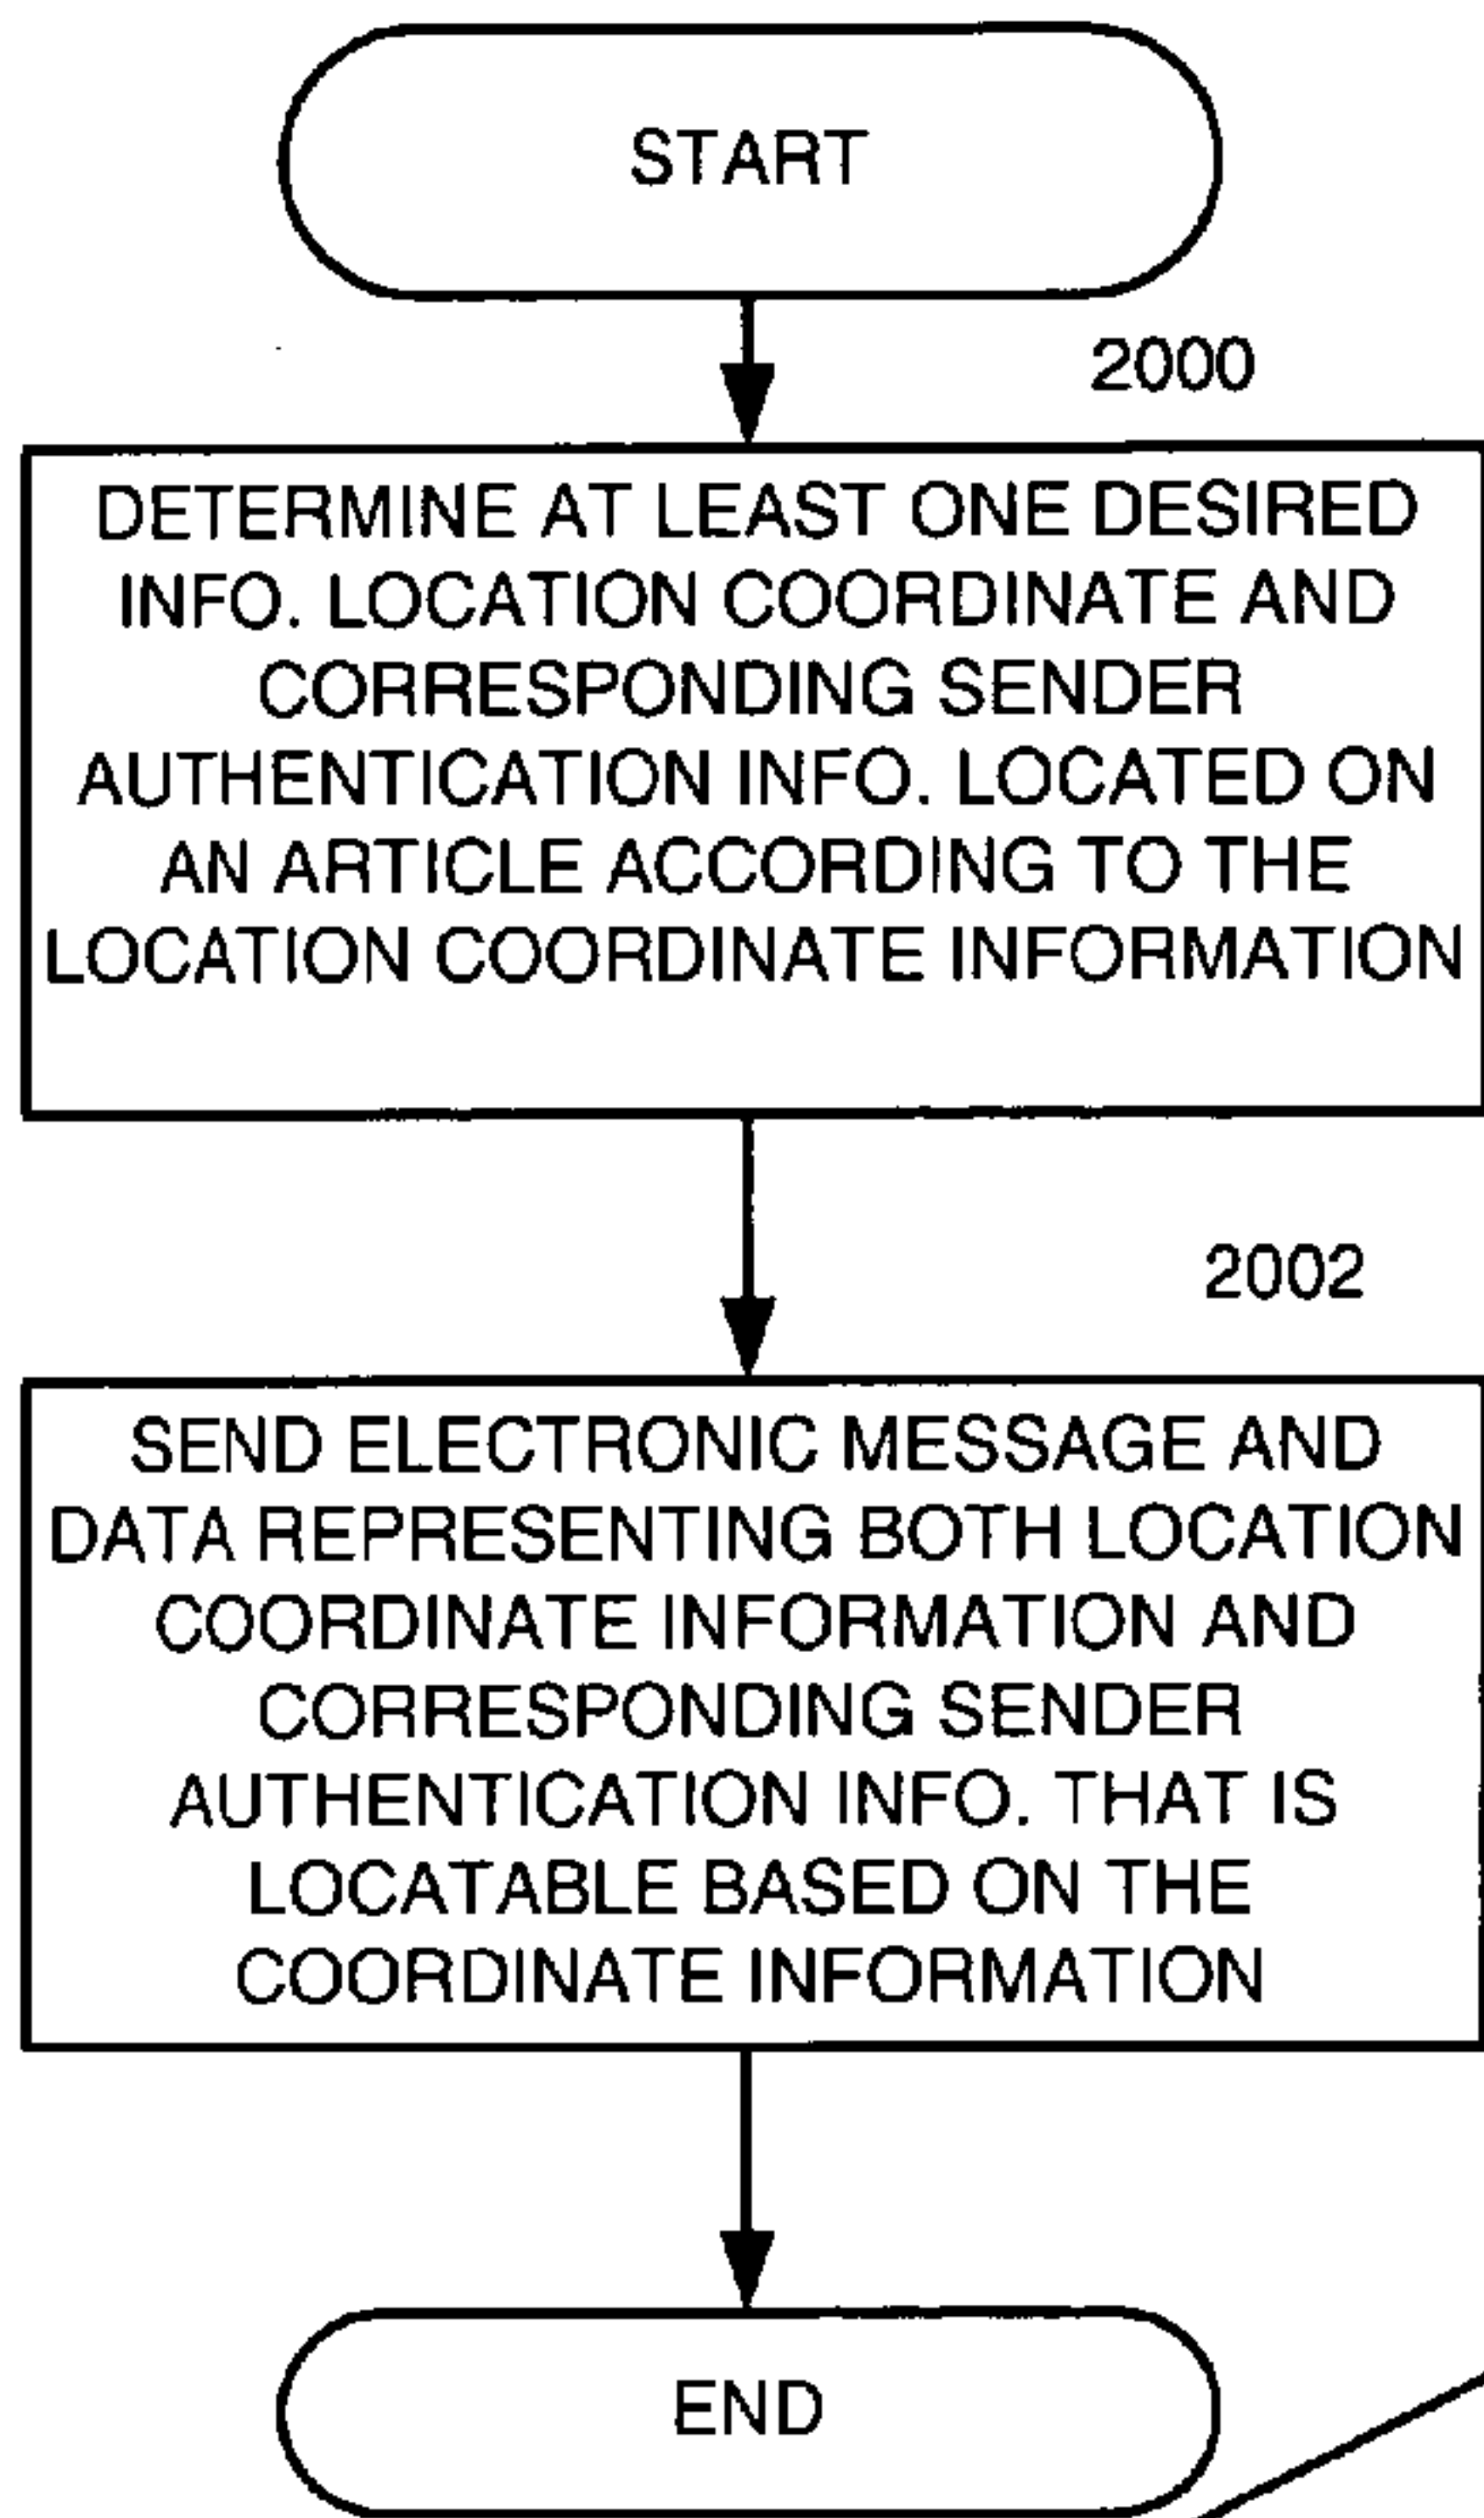 START
2000
DETERMINE AT LEAST ONE DESIRED
INFO. LOCATION COORDINATE AND
CORRESPONDING SENDER
AUTHENTICATION INFO. LOCATED ON
AN ARTICLE ACCORDING TO THE
LOCATION COORDINATE INFORMATION
2002
SEND ELECTRONIC MESSAGE AND
DATA REPRESENTING BOTH LOCATION
COORDINATE INFORMATION AND
CORRESPONDING SENDER
AUTHENTICATION INFO. THAT IS
LOCATABLE BASED ON THE
COORDINATE INFORMATION
END